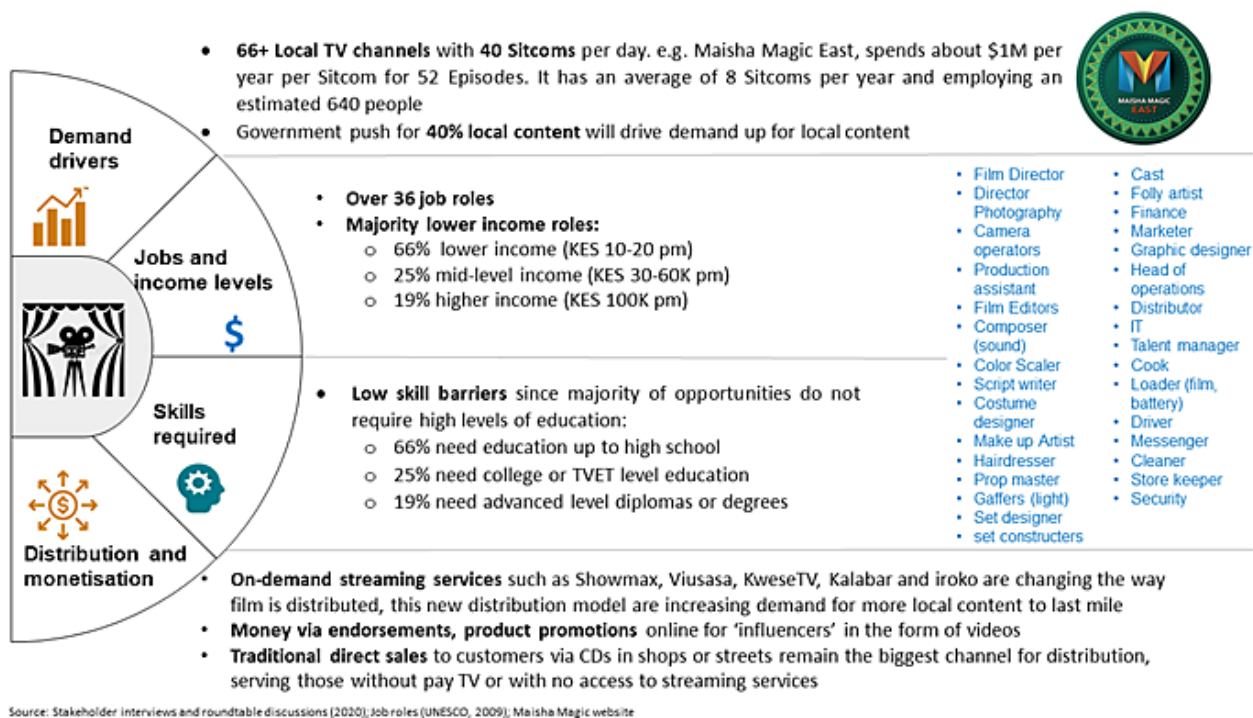 • 66+ Local TV channels with 40 Sitcoms per day. e.g. Maisha Magic East, spends about $1M per
year per Sitcom for 52 Episodes. It has an average of 8 Sitcoms per year and employing an
estimated 640 people
• Government push for 40% local content will drive demand up for local content
MAISHA MAGIC
EAST
Demand
drivers
Jobs and
income levels
$
• Over 36 job roles
• Majority lower income roles:
o 66% lower income (KES 10-20 pm)
o 25% mid-level income (KES 30-60K pm)
o 19% higher income (KES 100K pm)
• Film Director
• Director
Photography
• Camera
operators
• Production
assistant
• Film Editors
• Composer
(sound)
• Color Scaler
• Script writer
• Costume
designer
• Make up Artist
• Hairdresser
• Prop master
• Gaffers (light)
• Set designer
• set constructers
• Cast
• Folly artist
• Finance
• Marketer
• Graphic designer
• Head of
operations
• Distributor
• IT
• Talent manager
• Cook
• Loader (film,
battery)
• Driver
• Messenger
• Cleaner
• Store keeper
• Security
Skills
required
• Low skill barriers since majority of opportunities do not
require high levels of education:
o 66% need education up to high school
o 25% need college or TVET level education
o 19% need advanced level diplomas or degrees
$
Distribution and
monetisation
• On-demand streaming services such as Showmax, Viusasa, KweseTV, Kalabar and iroko are changing the way
film is distributed, this new distribution model are increasing demand for more local content to last mile
• Money via endorsements, product promotions online for 'influencers' in the form of videos
• Traditional direct sales to customers via CDs in shops or streets remain the biggest channel for distribution,
serving those without pay TV or with no access to streaming services
Source: Stakeholder interviews and roundtable discussions (2020); Job roles (UNESCO, 2009); Maisha Magic website